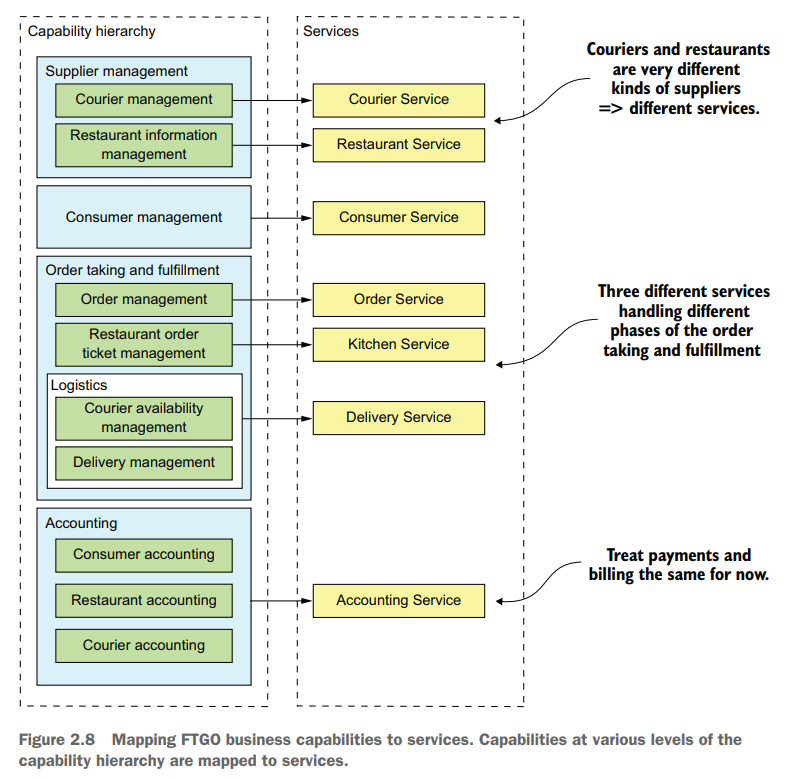 Capability hierarchy
Services
Supplier management
Courier management
Courier Service
Restaurant information
management
Restaurant Service
Couriers and restaurants
are very different
kinds of suppliers
=> different services.
Consumer management
Consumer Service
Order taking and fulfillment
Order management
Order Service
Restaurant order
ticket management
Kitchen Service
Three different services
handling different
phases of the order
taking and fulfillment
Logistics
Courier availability
management
Delivery management
Delivery Service
Accounting
Consumer accounting
Restaurant accounting
Courier accounting
Accounting Service
Treat payments and
billing the same for now.
Figure 2.8 Mapping FTGO business capabilities to services. Capabilities at various levels of the
capability hierarchy are mapped to services.